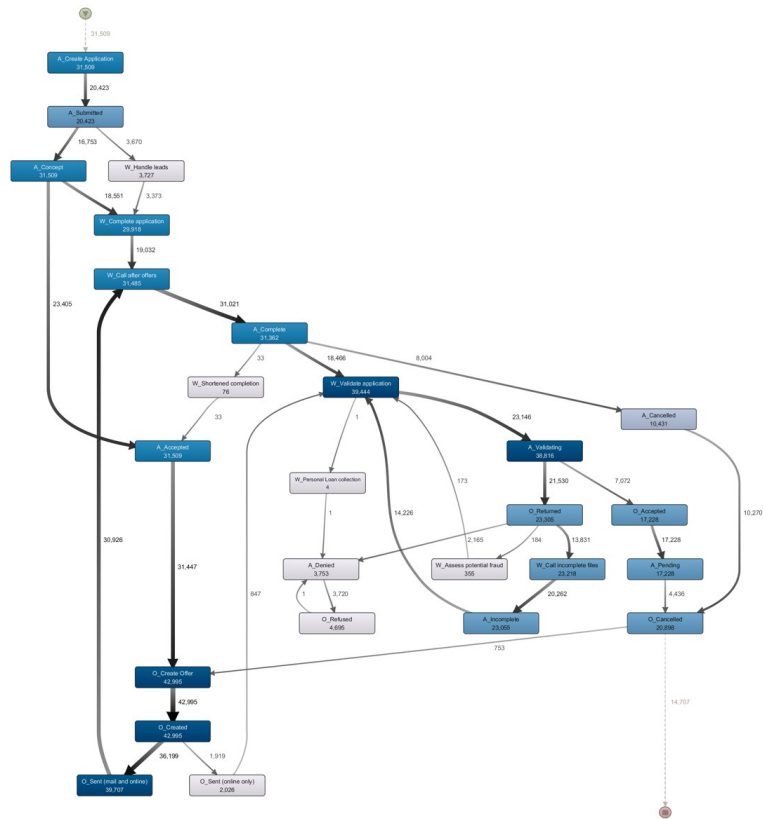 31,509
A_Create Application
31,509
20,423
A_Submitted
20,423
16,753
3,670
A_Concept
31,509
W_Handle leads
3,727
18,551
3,373
W_Complete application
29,918
19,032
W_Call after offers
31,485
23,405
31,021
A_Complete
31,362
33
18,466
8,004
W_Shortened completion
76
W_Validate application
39,444
33
1
23,146
A_Cancelled
10,431
A_Accepted
31,509
A_Validating
38,816
W_Personal Loan collection
4
173
21,530
7,072
14,226
O_Returned
23,305
O_Accepted
17,228
10,270
30,926
1
2,165
184
13,831
17,228
31,447
A_Denied
3,753
W_Assess potential fraud
355
W_Call incomplete files
23,218
A_Pending
17,228
847
1
3,720
20,262
4,436
O_Refused
4,695
A_Incomplete
23,055
O_Cancelled
20,898
753
O_Create Offer
42,995
42,995
14,707
O_Created
42,995
36,199
1,919
O_Sent (mail and online)
39,707
O_Sent (online only)
2,026